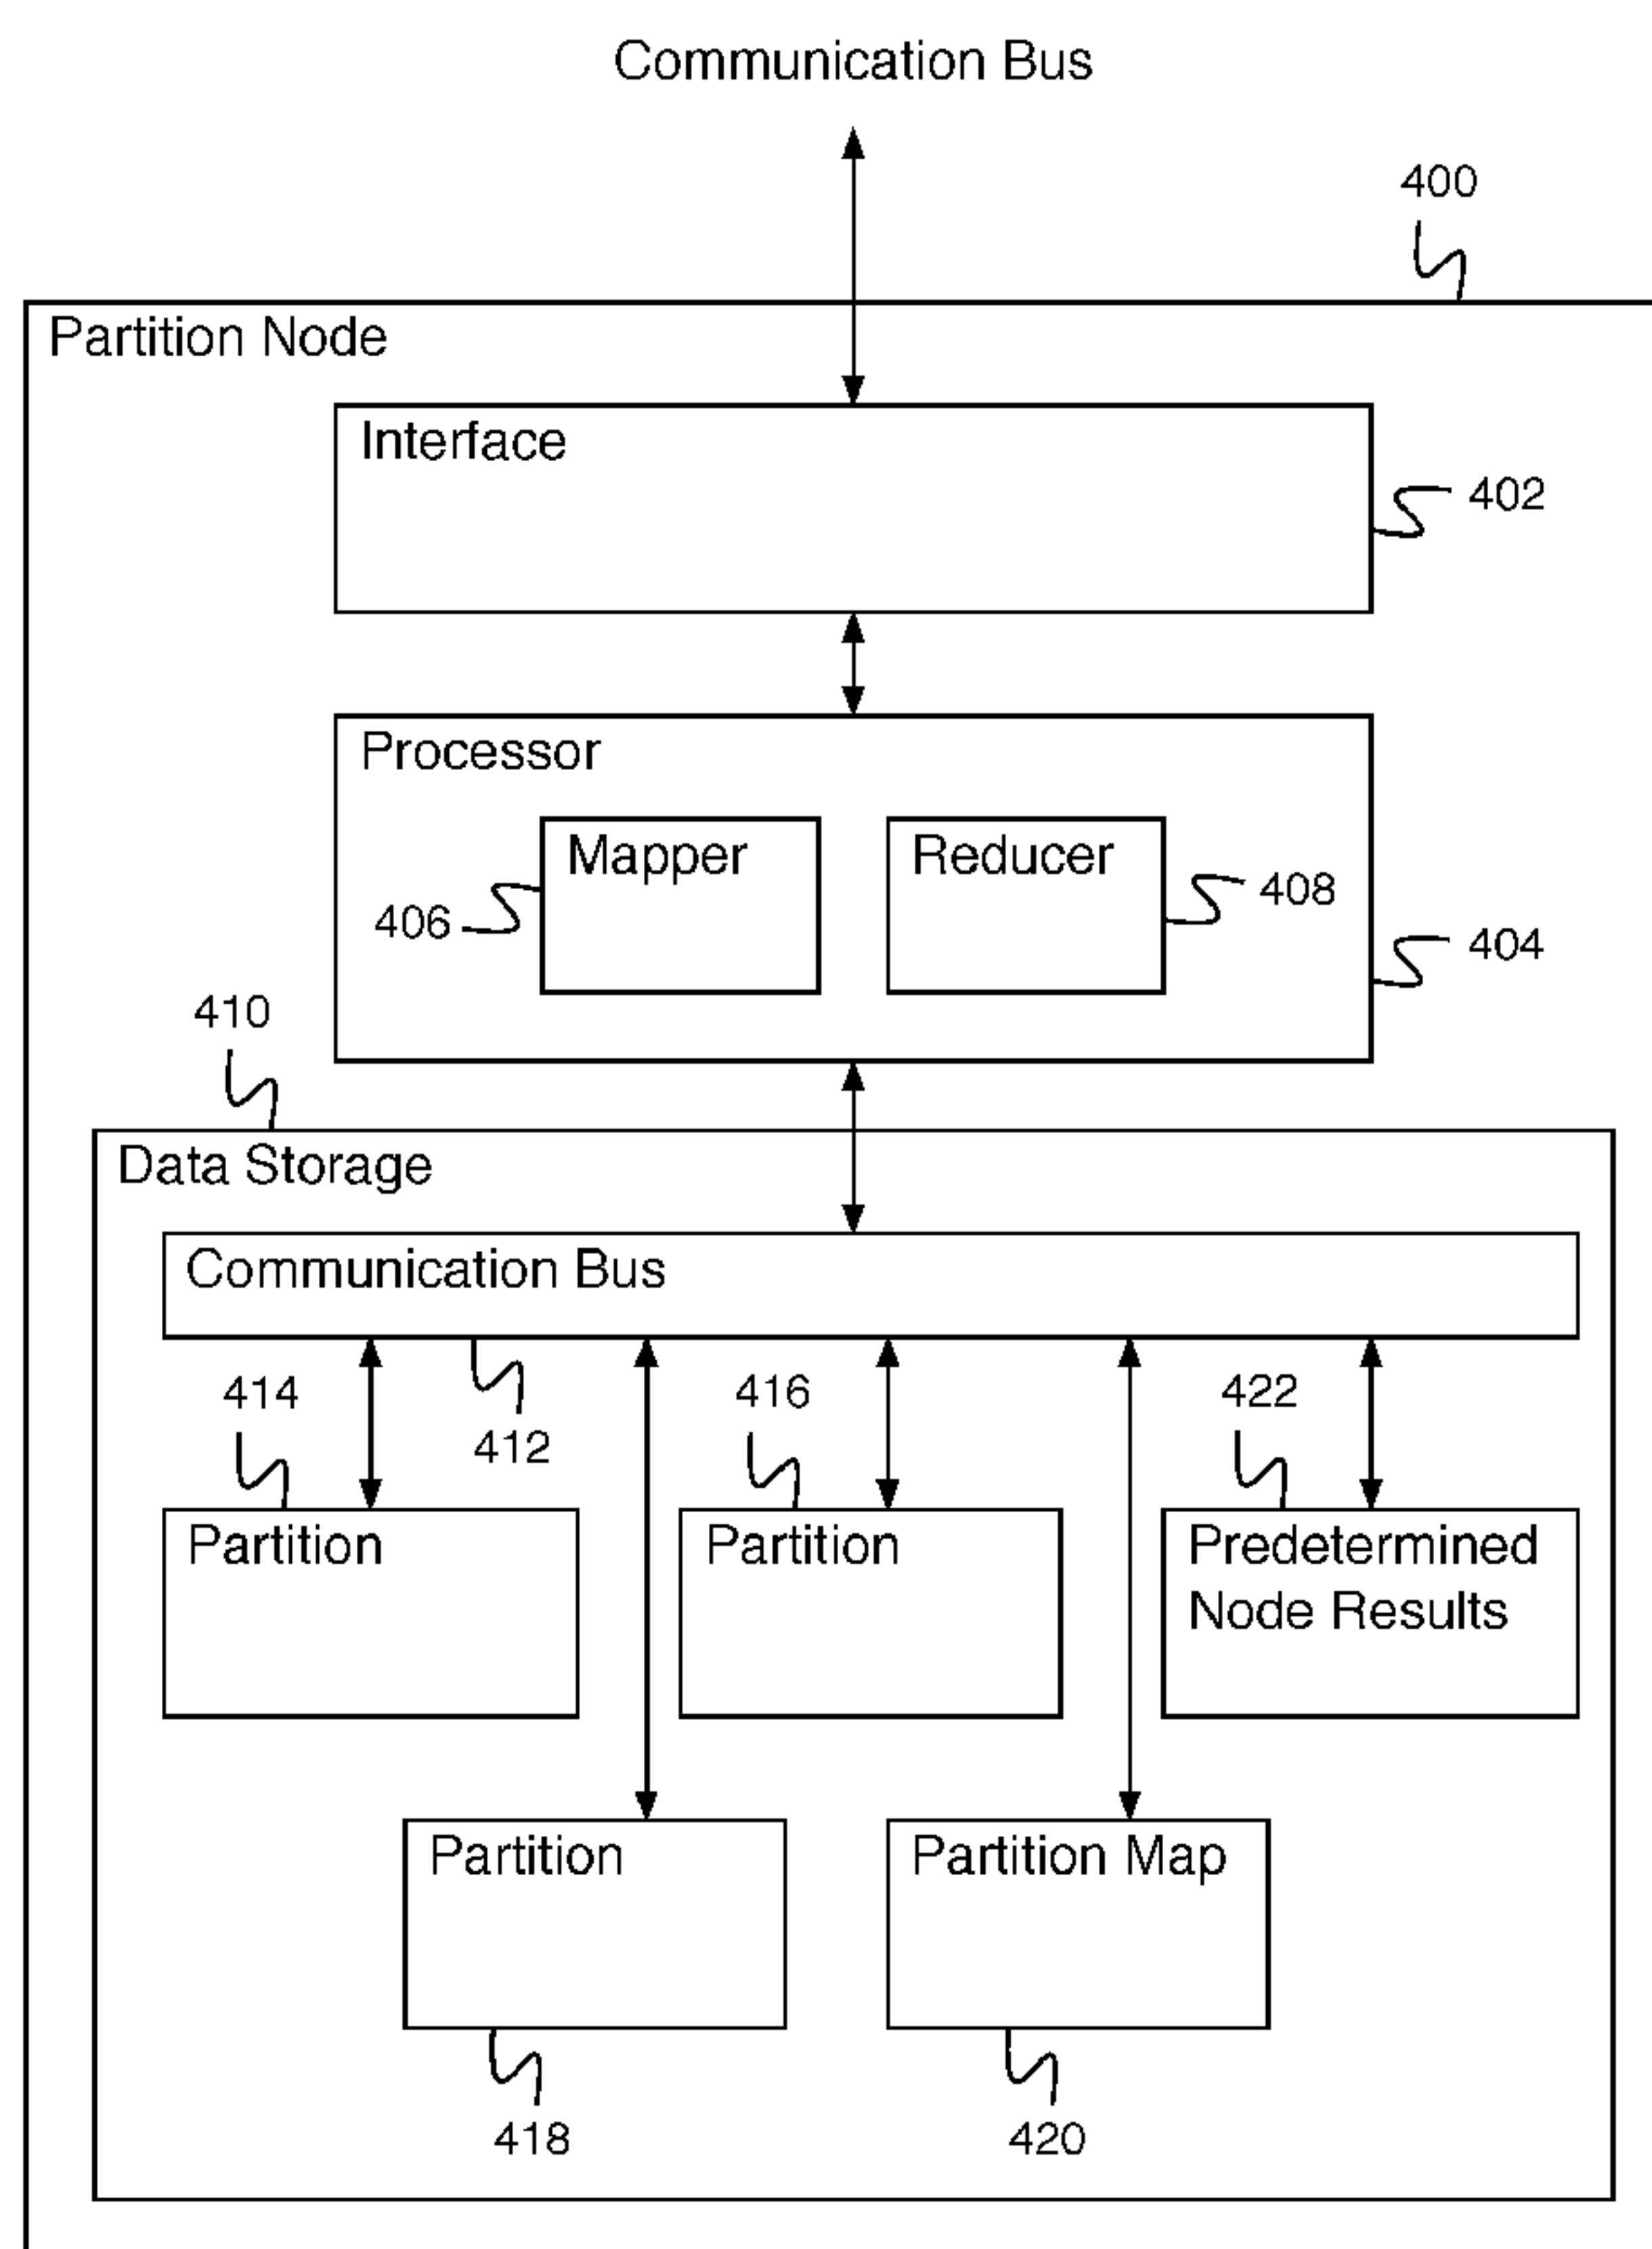 Communication Bus
400
Partition Node
Interface
402
Processor
Mapper
Reducer
406
408
404
410
Data Storage
Communication Bus
414
416
422
412
Partition
Partition
Predetermined
Node Results
Partition
Partition Map
418
420